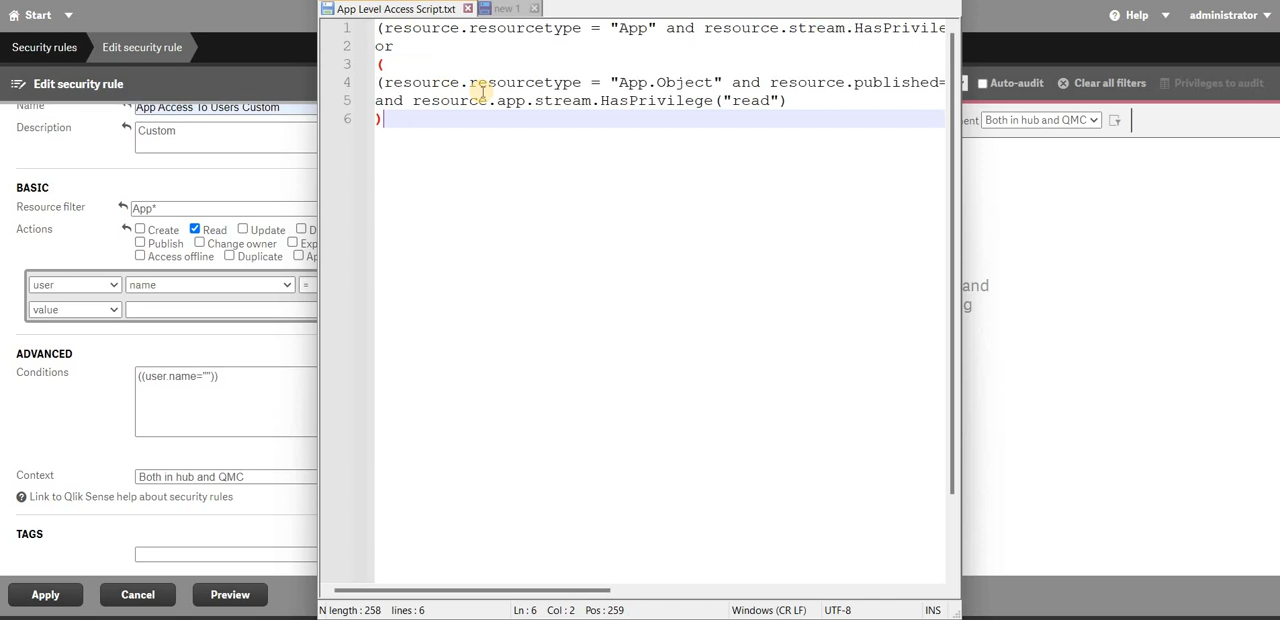 Start
App Level Access Script.txt
new 1
Help
administrator
Security rules
Edit security rule
Edit security rule
Auto-audit
Clear all filters
Privileges to audit
Name
App Access To Users Custom
Description
Custom
Both in hub and QMC
BASIC
Resource filter
App*
Actions
Create
Read
Update
D
Publish
Change owner
Exp
Access offline
Duplicate
Ap
user
name
=
value
ADVANCED
Conditions
((user.name=""))
Context
Both in hub and QMC
Link to Qlik Sense help about security rules
TAGS
Apply
Cancel
Preview
1 (resource.resourcetype = "App" and resource.stream.HasPrivile
2 or
3 (
4 (resource.resourcetype = "App.Object" and resource.published=
5 and resource.app.stream.HasPrivilege("read")
6 )
and
g
N length : 258 lines : 6
Ln : 6 Col : 2 Pos : 259
Windows (CR LF)
UTF-8
INS